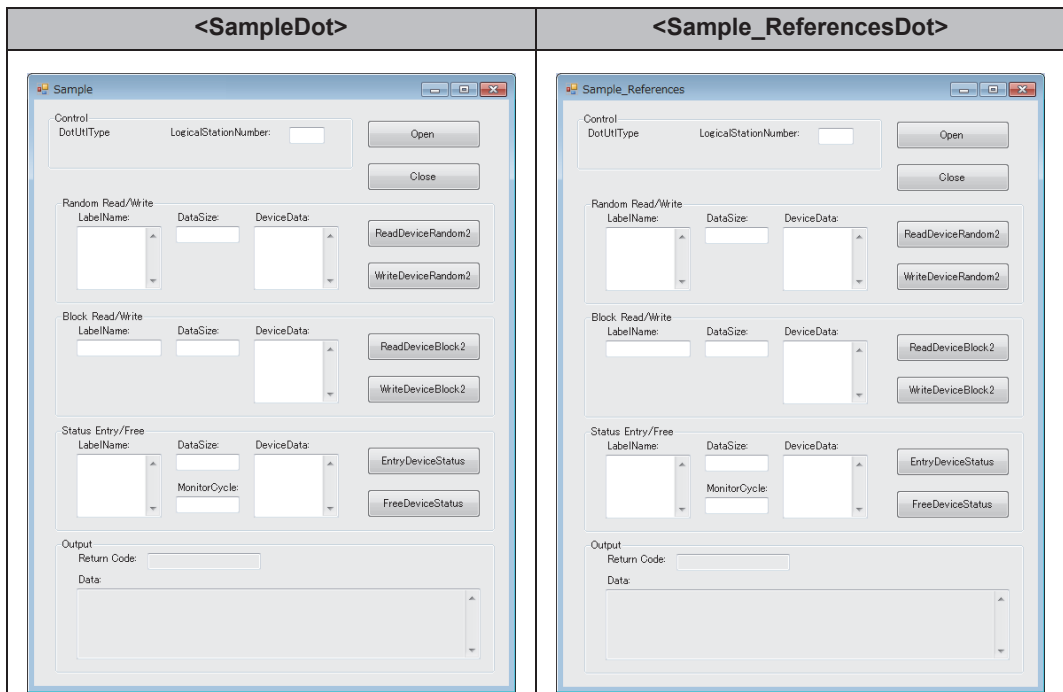 <SampleDot>
<Sample_ReferencesDot>
Sample
Control
DotUtlType LogicalStationNumber:
Open
Close
Random Read/Write
LabelName: DataSize: DeviceData:
ReadDeviceRandom2
WriteDeviceRandom2
Block Read/Write
LabelName: DataSize: DeviceData:
ReadDeviceBlock2
WriteDeviceBlock2
Status Entry/Free
LabelName: DataSize: DeviceData:
EntryDeviceStatus
MonitorCycle:
FreeDeviceStatus
Output
Return Code:
Data:
Sample_References
Control
DotUtlType LogicalStationNumber:
Open
Close
Random Read/Write
LabelName: DataSize: DeviceData:
ReadDeviceRandom2
WriteDeviceRandom2
Block Read/Write
LabelName: DataSize: DeviceData:
ReadDeviceBlock2
WriteDeviceBlock2
Status Entry/Free
LabelName: DataSize: DeviceData:
EntryDeviceStatus
MonitorCycle:
FreeDeviceStatus
Output
Return Code:
Data: